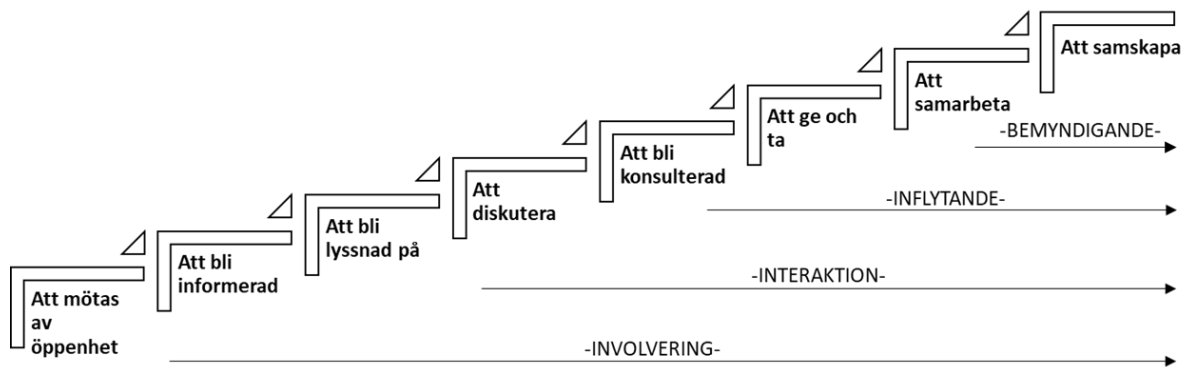 Att mötas
av
öppenhet
Att bli
informerad
Att bli
lyssnad på
Att
diskutera
Att bli
konsulterad
Att ge och
ta
Att
samarbeta
Att samskapa
-BEMYNDIGANDE-
-INFLYTANDE-
-INTERAKTION-
-INVOLVERING-